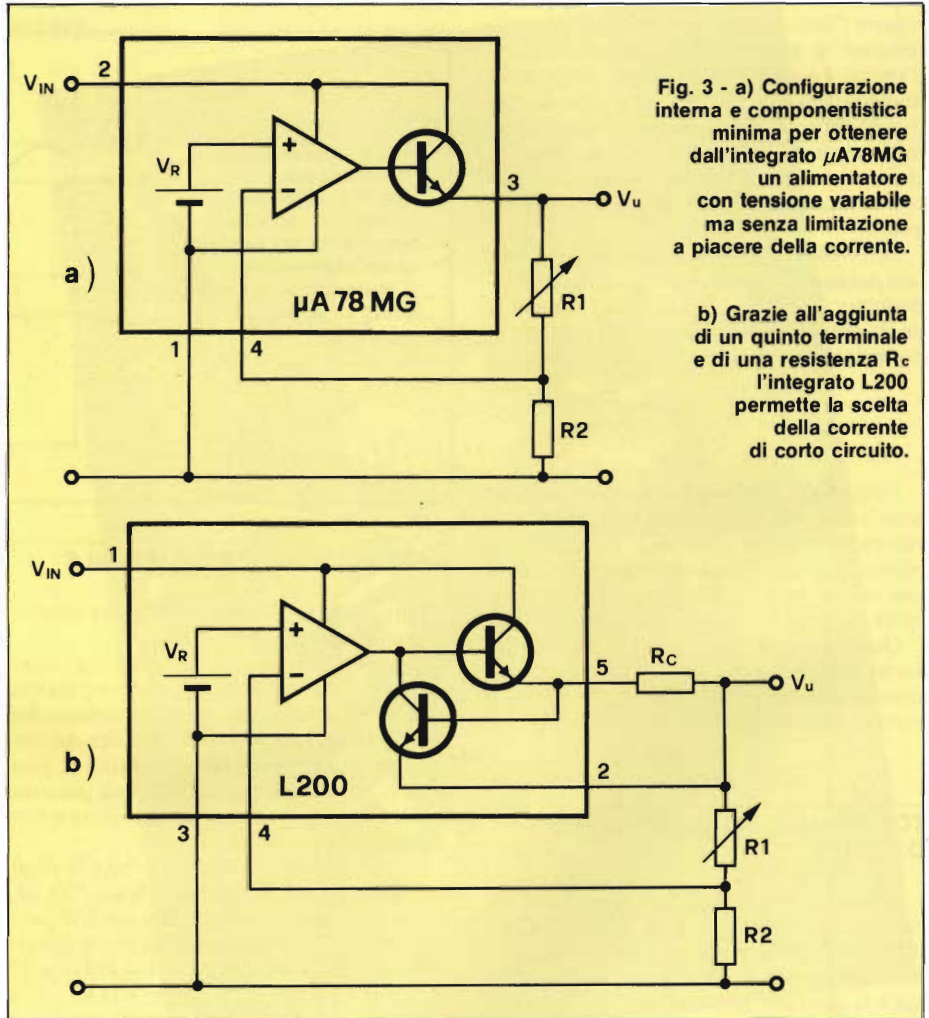 Fig. 3 - a) Configurazione
interna e componentistica
minima per ottenere
dall'integrato μA78MG
un alimentatore
con tensione variabile
ma senza limitazione
a piacere della corrente.
b) Grazie all'aggiunta
di un quinto terminale
e di una resistenza Rc
l'integrato L200
permette la scelta
della corrente
di corto circuito.
VIN 2
VR
+
-
3
Vu
a)
μA 78 MG
R1
1
4
R2
VIN 1
VR
+
-
5
RC
Vu
b)
L200
2
3
4
R1
R2